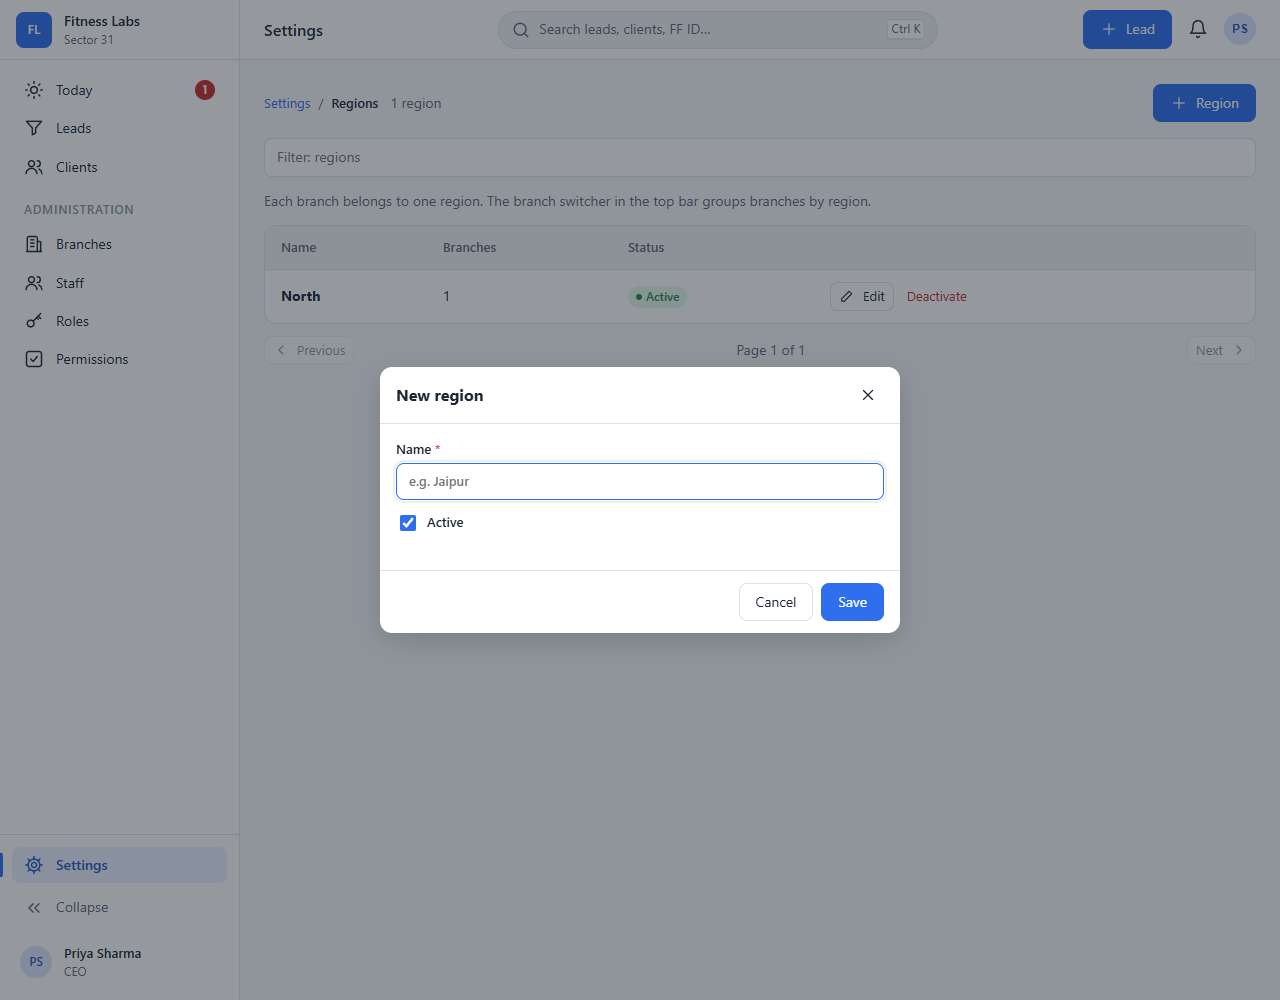 FL
Fitness Labs
Sector 31
Settings
Search leads, clients, FF ID...
Ctrl K
+ Lead
PS
Today
1
Leads
Clients
ADMINISTRATION
Branches
Staff
Roles
Permissions
Settings / Regions 1 region
+ Region
Filter: regions
Each branch belongs to one region. The branch switcher in the top bar groups branches by region.
Name Branches Status
North 1 Active Edit Deactivate
Previous Page 1 of 1 Next
New region
Name *
e.g. Jaipur
Active
Cancel Save
Settings
Collapse
PS
Priya Sharma
CEO